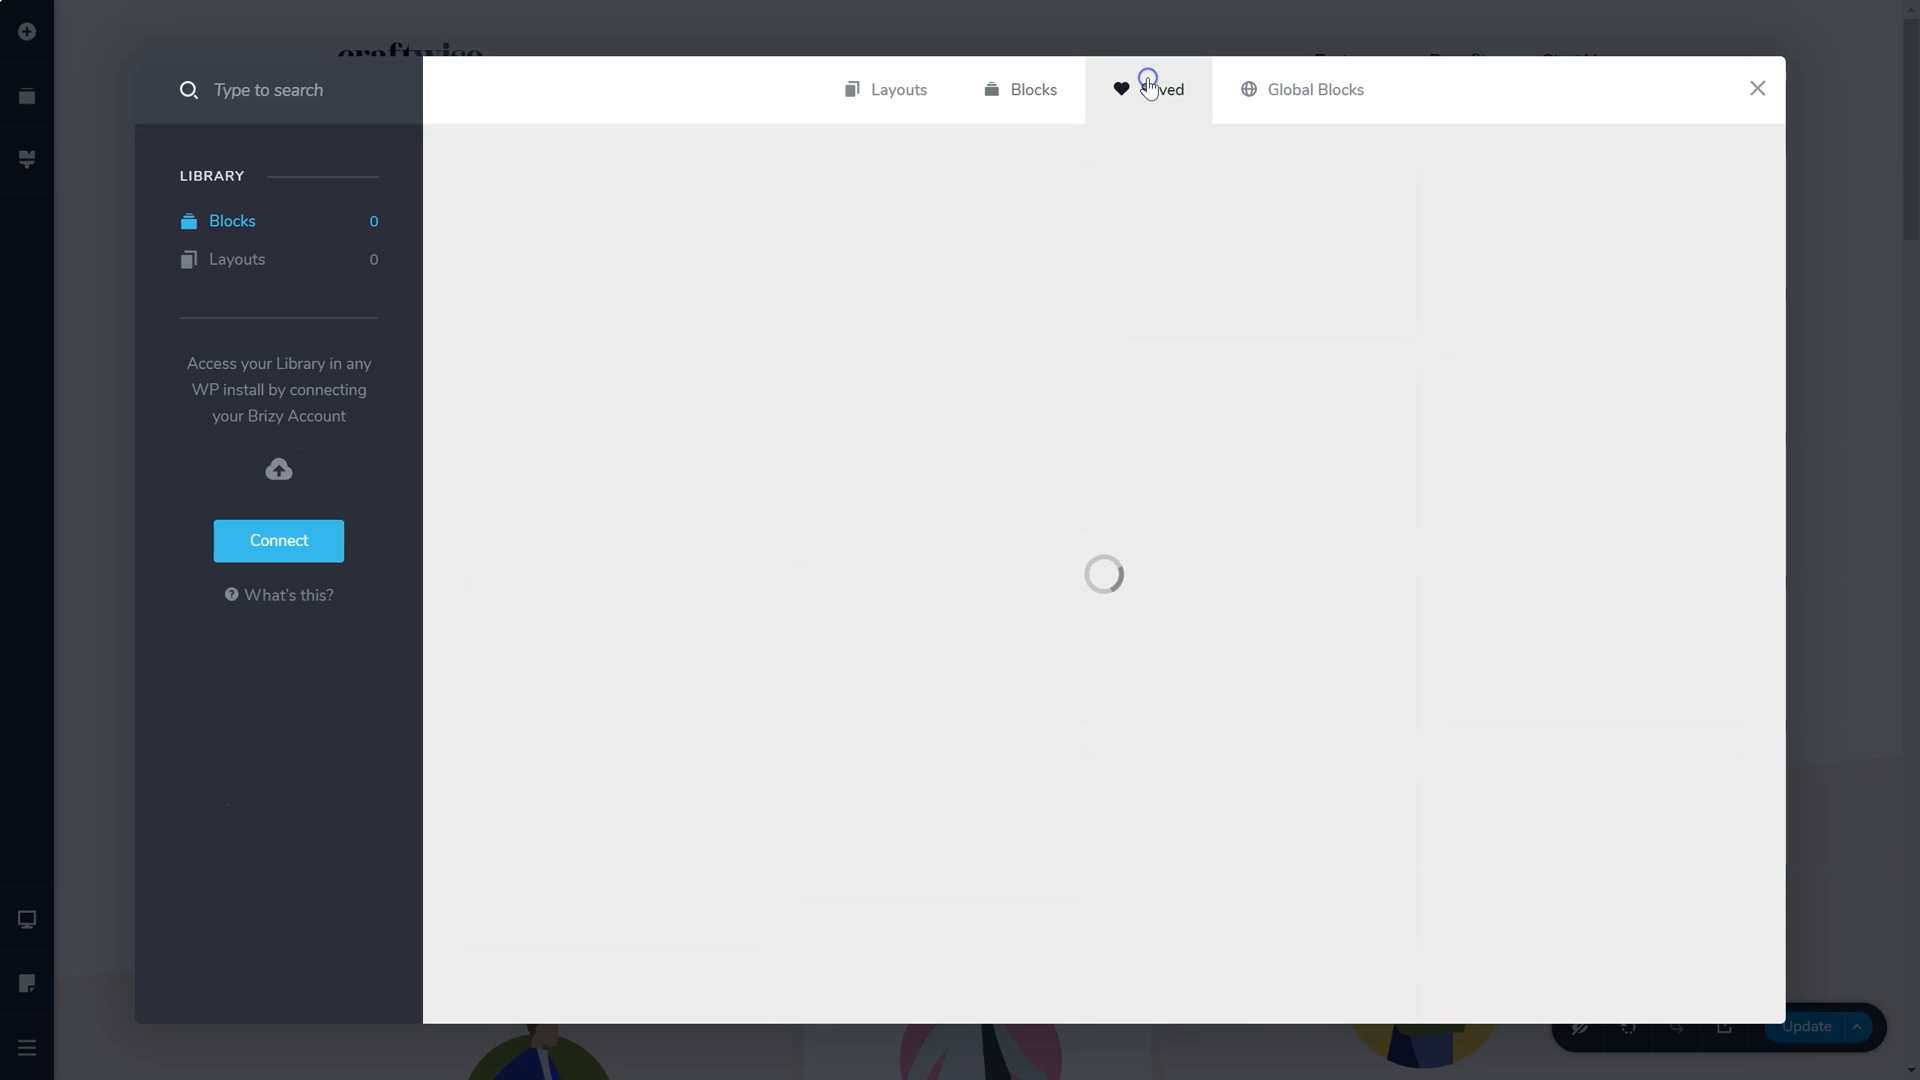 craftwise
Type to search
Layouts
Blocks
ved
Global Blocks
LIBRARY
Blocks 0
Layouts 0
Access your Library in any
WP install by connecting
your Brizy Account
Connect
What's this?
Update